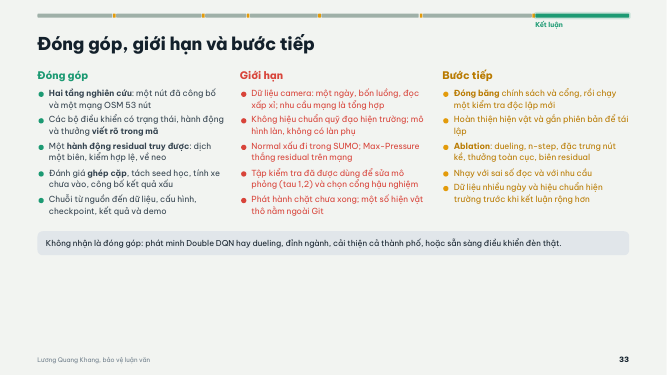 Kết luận
Đóng góp, giới hạn và bước tiếp
Đóng góp
Hai tầng nghiên cứu: một nút đã công bố
và một mạng OSM 53 nút
Các bộ điều khiển có trạng thái, hành động
và thưởng viết rõ trong mã
Một hành động residual truy được: dịch
một biên, kiểm hợp lệ, về neo
Đánh giá ghép cặp, tách seed học, tính xe
chưa vào, công bố kết quả xấu
Chuỗi từ nguồn đến dữ liệu, cấu hình,
checkpoint, kết quả và demo
Giới hạn
Dữ liệu camera: một ngày, bốn luồng, đọc
xấp xỉ; nhu cầu mạng là tổng hợp
Không hiệu chuẩn quỹ đạo hiện trường; mô
hình làn, không có làn phụ
Normal xấu đi trong SUMO; Max-Pressure
thắng residual trên mạng
Tập kiểm tra đã được dùng để sửa mô
phỏng (tau 1,2) và chọn cổng hậu nghiệm
Phát hành chặt chưa xong; một số hiện vật
thô nằm ngoài Git
Bước tiếp
Đóng băng chính sách và cổng, rồi chạy
một kiểm tra độc lập mới
Hoàn thiện hiện vật và gắn phiên bản để tái
lập
Ablation: dueling, n-step, đặc trưng nút
kề, thưởng toàn cục, biên residual
Nhạy với sai số đọc và với nhu cầu
Dữ liệu nhiều ngày và hiệu chuẩn hiện
trường trước khi kết luận rộng hơn
Không nhận là đóng góp: phát minh Double DQN hay dueling, đỉnh ngành, cải thiện cả thành phố, hoặc sẵn sàng điều khiển đèn thật.
Lương Quang Khang, bảo vệ luận văn
33